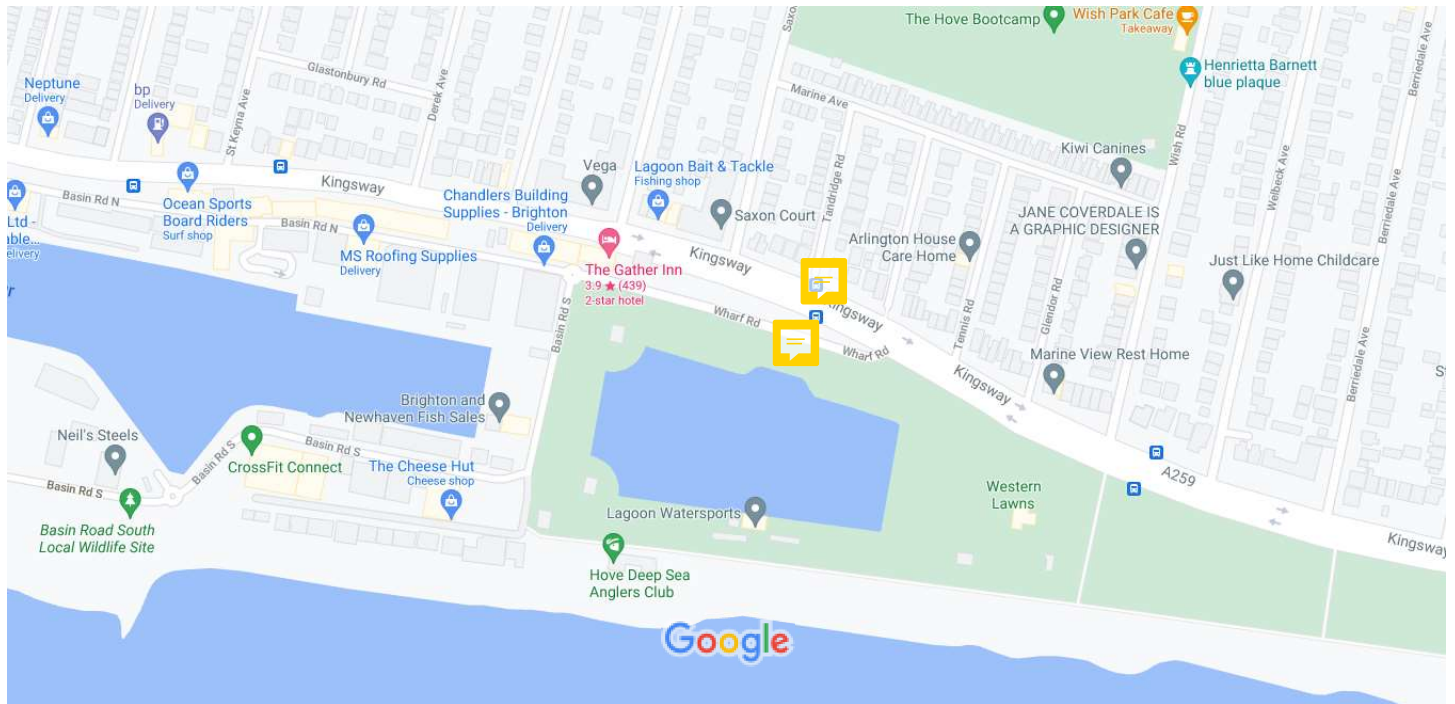 The Hove Bootcamp
Wish Park Cafe
Takeaway
Saxo
Berriedale Ave
Glastonbury Rd
Derek Ave
Henrietta Barnett
blue plaque
Neptune
Delivery
bp
Delivery
St Keyna Ave
Marine Ave
Wish Rd
Kiwi Canines
Kingsway
Vega
Lagoon Bait & Tackle
Fishing shop
Tandridge Rd
Welbeck Ave
Basin Rd N
Ocean Sports
Board Riders
Surf shop
Chandlers Building
Supplies - Brighton
Delivery
Saxon Court
JANE COVERDALE IS
A GRAPHIC DESIGNER
Berriedale Ave
Ltd -
able...
elivery
Basin Rd N
MS Roofing Supplies
Delivery
Kingsway
Arlington House
Care Home
Just Like Home Childcare
The Gather Inn
3.9 ★ (439)
2-star hotel
r
Basin Rd S
Wharf Rd
Kingsway
Tennis Rd
Glendor Rd
Wharf Rd
Marine View Rest Home
Kingsway
Berriedale Ave
S
Brighton and
Newhaven Fish Sales
Neil's Steels
Basin Rd S
Basin Rd S
CrossFit Connect
The Cheese Hut
Cheese shop
A259
Basin Rd S
Western
Lawns
Lagoon Watersports
Basin Road South
Local Wildlife Site
Kingsway
Hove Deep Sea
Anglers Club
Google